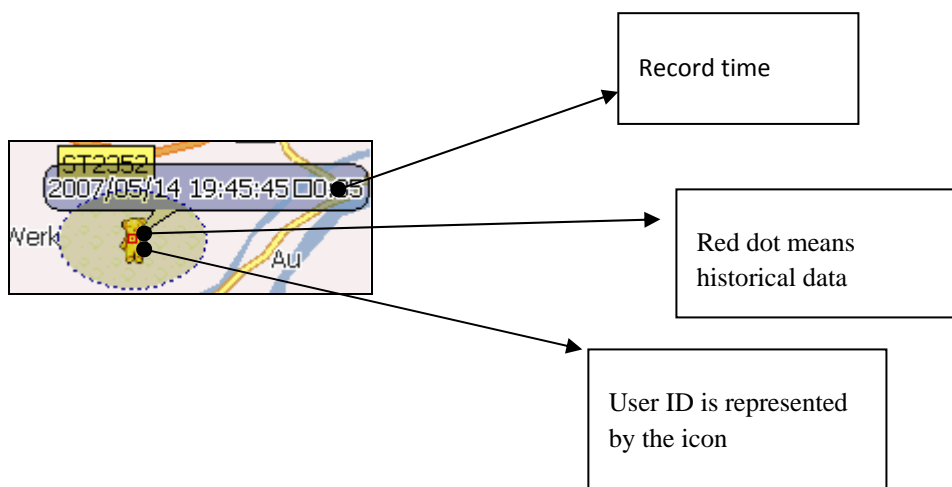 Record time
ST2352
2007/05/14 19:45:45
Werk
Au
Red dot means
historical data
User ID is represented
by the icon